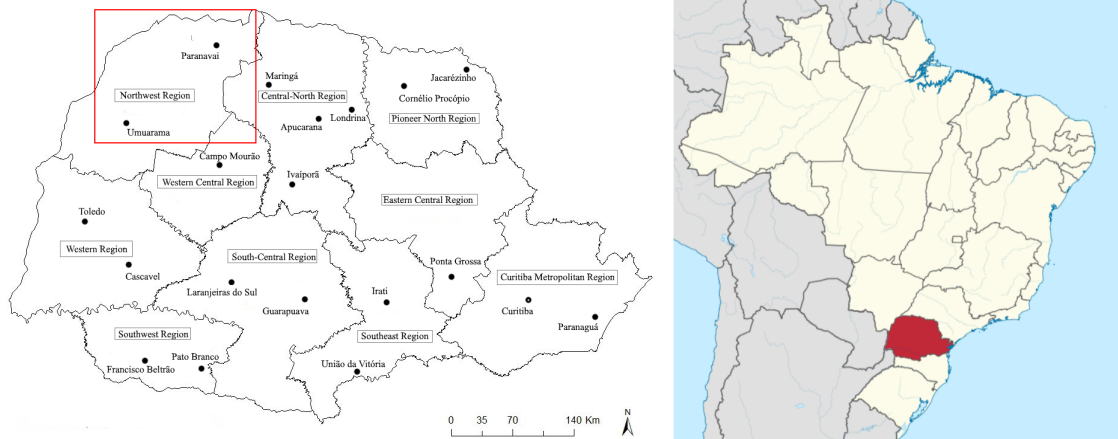 Paranavai
Jacarézinho
Maringá
Cornélio Procópio
Northwest Region
Central-North Region
Londrina
Pioneer North Region
Umuarama
Apucarana
Campo Mourão
Ivaíporã
Western Central Region
Eastern Central Region
Toledo
Western Region
South-Central Region
Ponta Grossa
Cascavel
Curitiba Metropolitan Region
Laranjeiras do Sul
Irati
Guarapuava
Curitiba
Paranaguá
Southwest Region
Southeast Region
Pato Branco
Francisco Beltrão
União da Vitória
0 35 70 140 Km
N